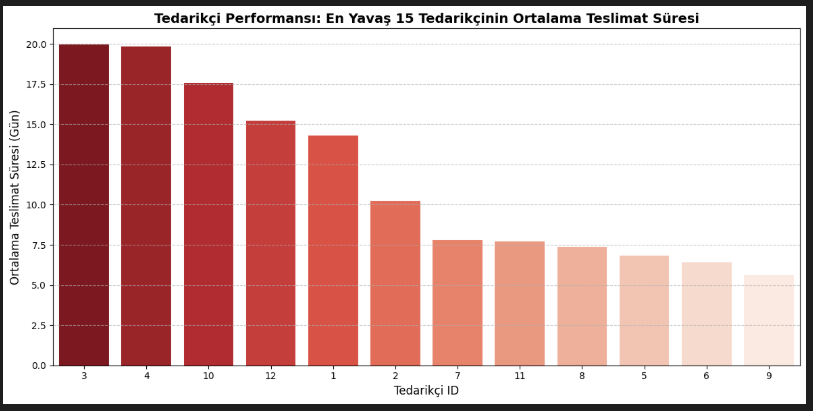 Tedarikçi Performansı: En Yavaş 15 Tedarikçinin Ortalama Teslimat Süresi
Ortalama Teslimat Süresi (Gün)
20.0
17.5
15.0
12.5
10.0
7.5
5.0
2.5
0.0
3 4 10 12 1 2 7 11 8 5 6 9
Tedarikçi ID